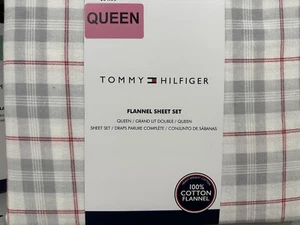 QUEEN
TOMMY HILFIGER
FLANNEL SHEET SET
QUEEN / GRAND LIT DOUBLE / QUEEN
SHEET SET / DRAPS PARURE COMPLÈTE / CONJUNTO DE SÁBANAS
100%
COTTON
FLANNEL